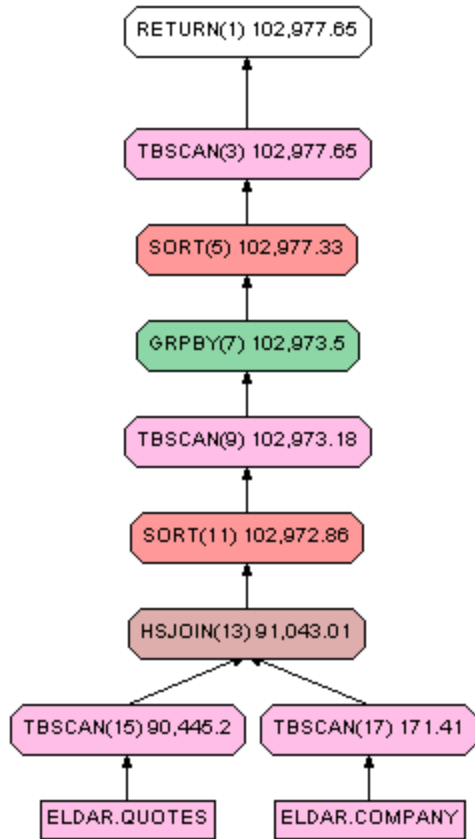 RETURN(1) 102,977.65
TBSCAN(3) 102,977.65
SORT(5) 102,977.33
GRPBY(7) 102,973.5
TBSCAN(9) 102,973.18
SORT(11) 102,972.86
HSJOIN(13) 91,043.01
TBSCAN(15) 90,445.2
TBSCAN(17) 171.41
ELDAR.QUOTES
ELDAR.COMPANY